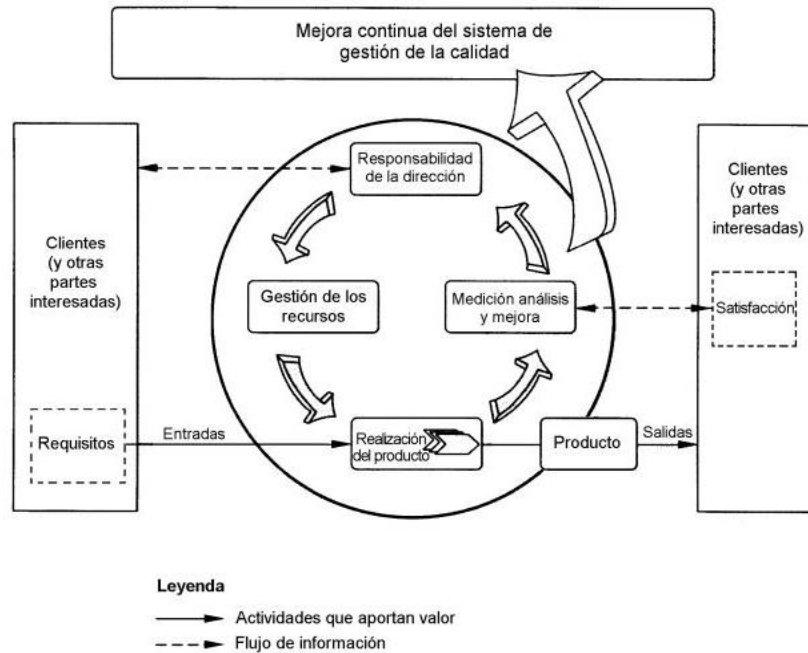 Mejora continua del sistema de
gestión de la calidad
Responsabilidad
de la dirección
Clientes
(y otras
partes
interesadas)
Clientes
(y otras
partes
interesadas)
Gestión de los
recursos
Medición análisis
y mejora
Satisfacción
Requisitos
Entradas
Realización
del producto
Producto
Salidas
Leyenda
Actividades que aportan valor
Flujo de información